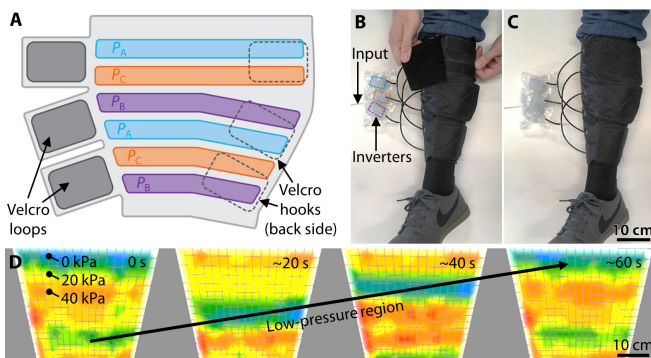 A
P_A
P_C
P_B
P_A
P_C
P_B
Velcro
loops
Velcro
hooks
(back side)
B
Input
Inverters
C
10 cm
D
0 kPa
20 kPa
40 kPa
0 s
~20 s
~40 s
~60 s
Low-pressure region
10 cm